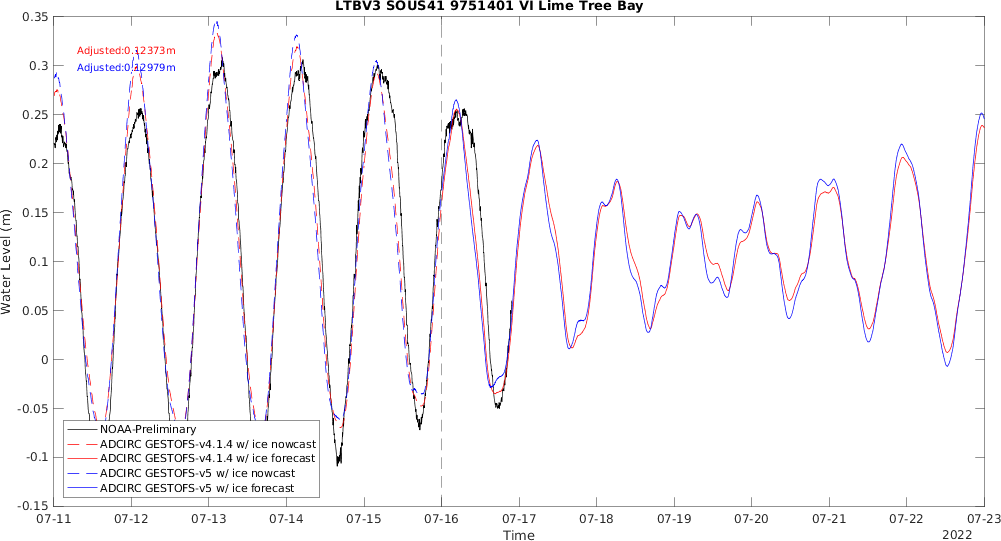 LTBV3 SOUS41 9751401 VI Lime Tree Bay
0.35
0.3
0.25
0.2
0.15
0.1
0.05
0
-0.05
-0.1
-0.15
Water Level (m)
Adjusted:0.12373m
Adjusted:0.12979m
NOAA-Preliminary
ADCIRC GESTOFS-v4.1.4 w/ ice nowcast
ADCIRC GESTOFS-v4.1.4 w/ ice forecast
ADCIRC GESTOFS-v5 w/ ice nowcast
ADCIRC GESTOFS-v5 w/ ice forecast
07-11 07-12 07-13 07-14 07-15 07-16 07-17 07-18 07-19 07-20 07-21 07-22 07-23
Time
2022